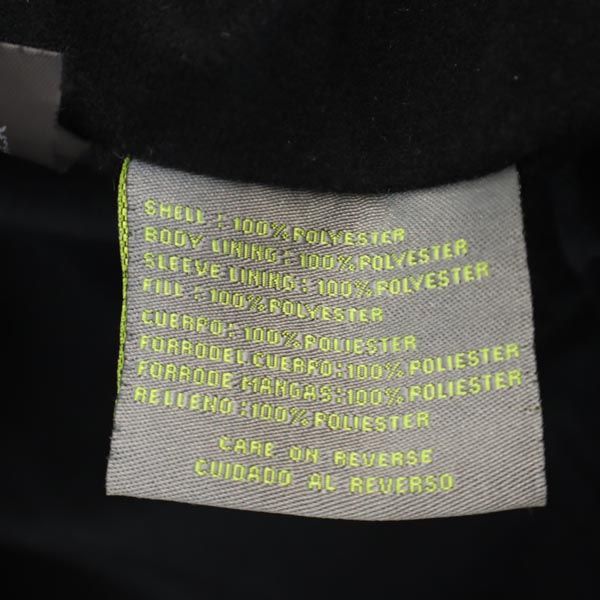 SHELL : 100% POLYESTER
BODY LINING : 100% POLYESTER
SLEEVE LINING : 100% POLYESTER
FILL : 100% POLYESTER
CUERPO : 100% POLIESTER
FORRO DEL CUERPO : 100% POLIESTER
FORRO DE MANGAS : 100% POLIESTER
RELLENO : 100% POLIESTER
CARE ON REVERSE
CUIDADO AL REVERSO